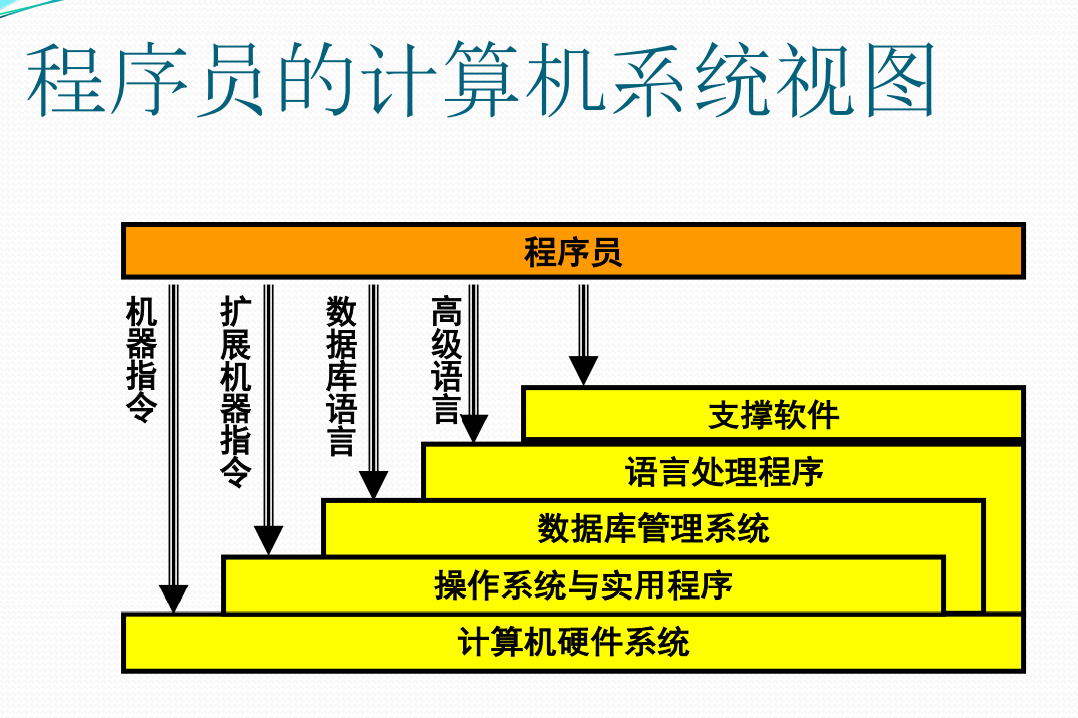 程序员的计算机系统视图
程序员
机器指令
扩展机器指令
数据库语言
高级语言
支撑软件
语言处理程序
数据库管理系统
操作系统与实用程序
计算机硬件系统